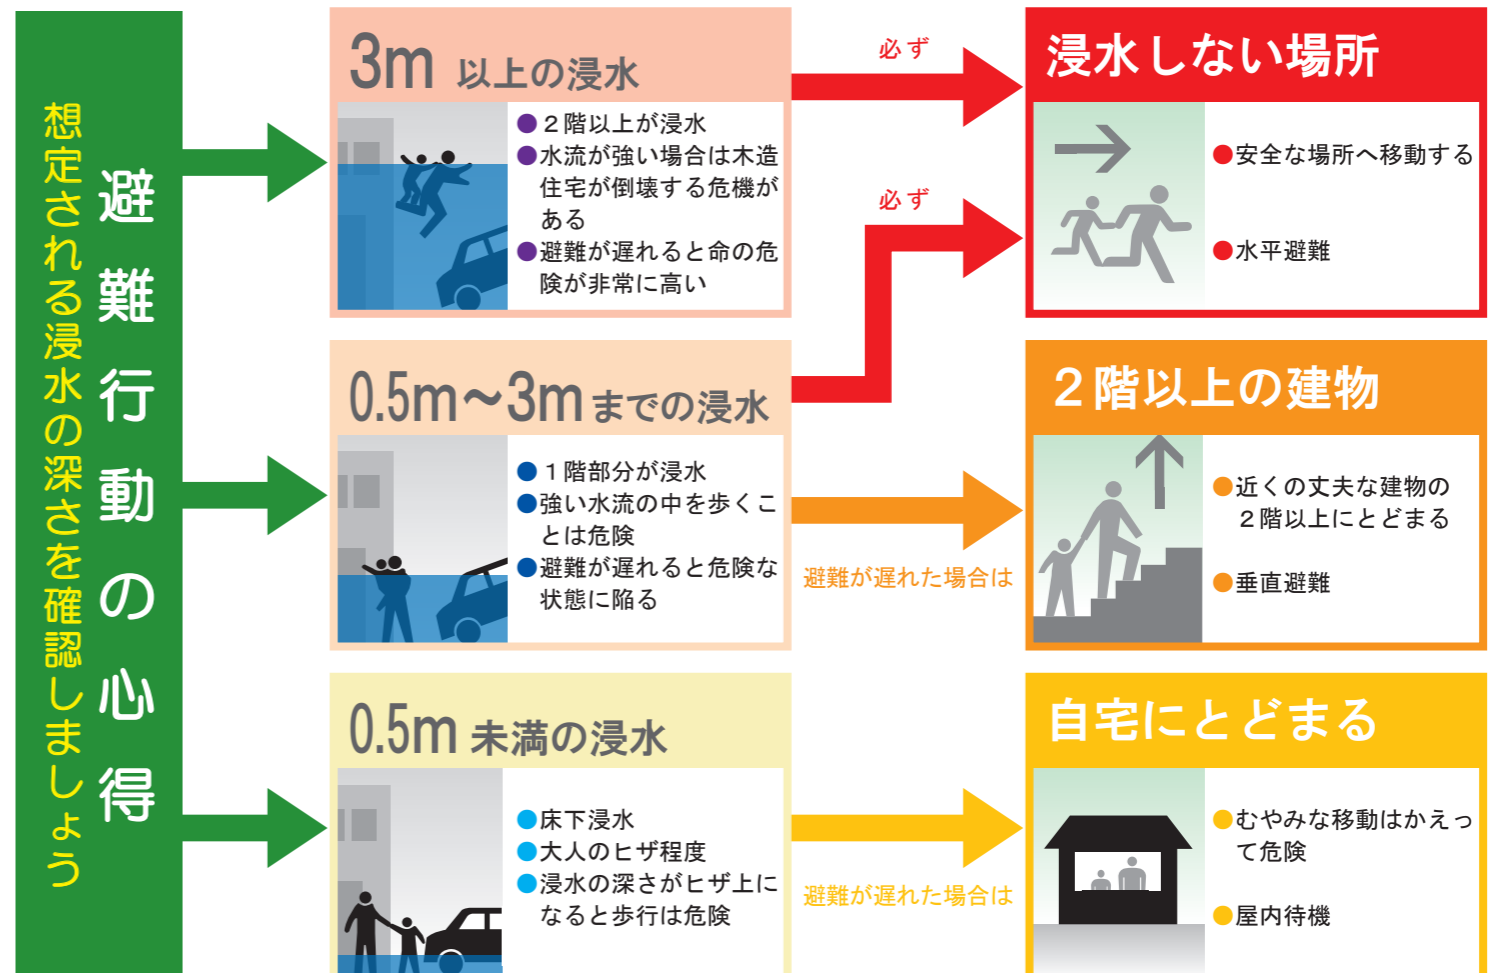 避難行動の心得
想定される浸水の深さを確認しましょう
3m 以上の浸水
●２階以上が浸水
●水流が強い場合は木造
住宅が倒壊する危機が
ある
●避難が遅れると命の危
険が非常に高い
必ず
浸水しない場所
●安全な場所へ移動する
●水平避難
0.5m〜3mまでの浸水
●１階部分が浸水
●強い水流の中を歩くこ
とは危険
●避難が遅れると危険な
状態に陥る
必ず
避難が遅れた場合は
２階以上の建物
●近くの丈夫な建物の
２階以上にとどまる
●垂直避難
0.5m 未満の浸水
●床下浸水
●大人のヒザ程度
●浸水の深さがヒザ上に
なると歩行は危険
避難が遅れた場合は
自宅にとどまる
●むやみな移動はかえっ
て危険
●屋内待機